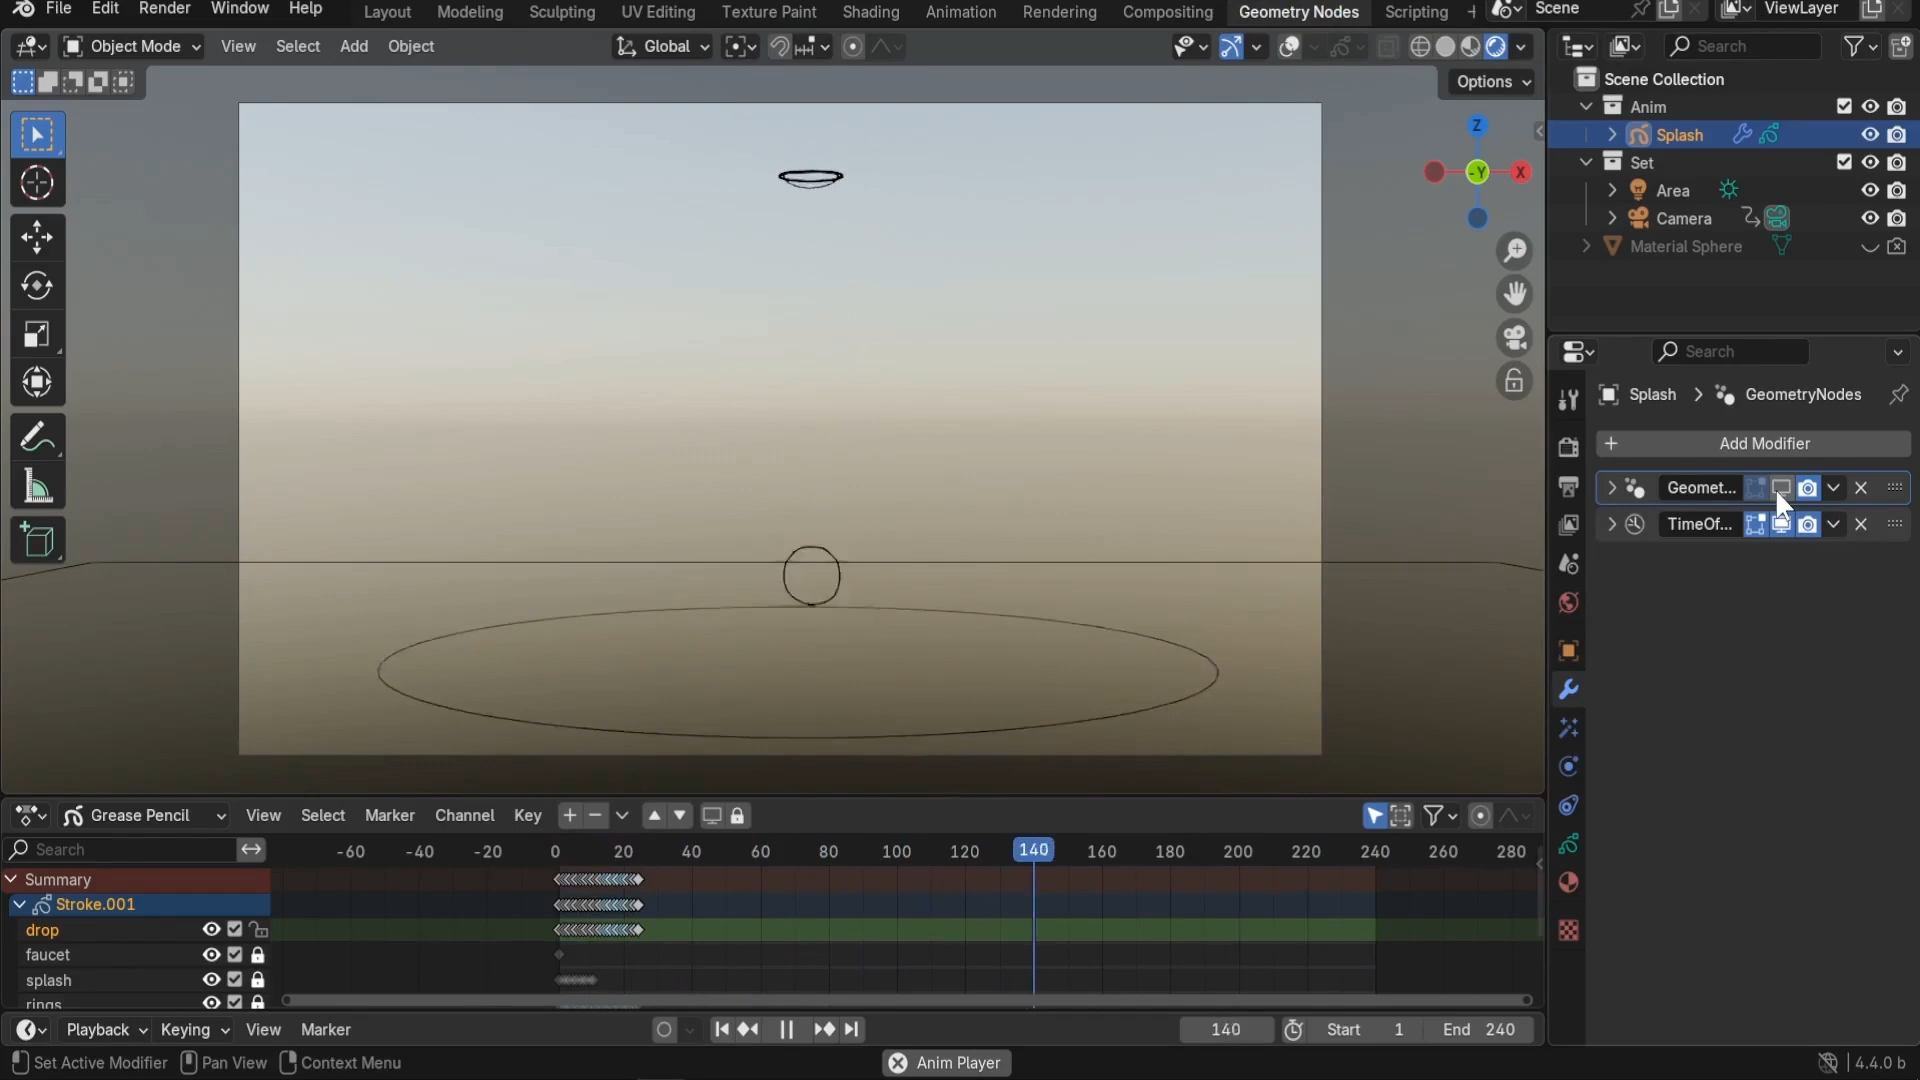 File Edit Render Window Help Layout Modeling Sculpting UV Editing Texture Paint Shading Animation Rendering Compositing Geometry Nodes Scripting + Scene ViewLayer
Object Mode View Select Add Object Global Search
Options
Z
-Y X
Scene Collection
Anim
Splash
Set
Area
Camera
Material Sphere
Search
Splash > GeometryNodes
+ Add Modifier
Geomet...
TimeOf...
Grease Pencil View Select Marker Channel Key
Search -60 -40 -20 0 20 40 60 80 100 120 140 160 180 200 220 240 260 280
Summary
Stroke.001
drop
faucet
splash
rings
Playback Keying View Marker 140 Start 1 End 240
Set Active Modifier Pan View Context Menu Anim Player 4.4.0 b